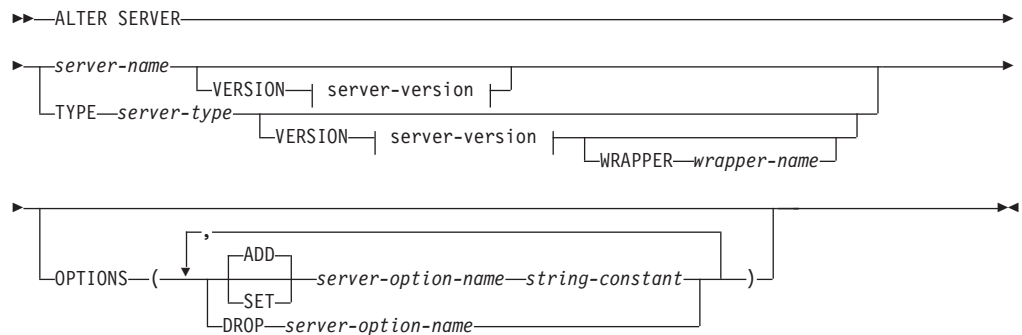 ALTER SERVER
server-name
VERSION server-version
TYPE server-type
VERSION server-version
WRAPPER wrapper-name
,
ADD
OPTIONS ( server-option-name string-constant )
SET
DROP server-option-name